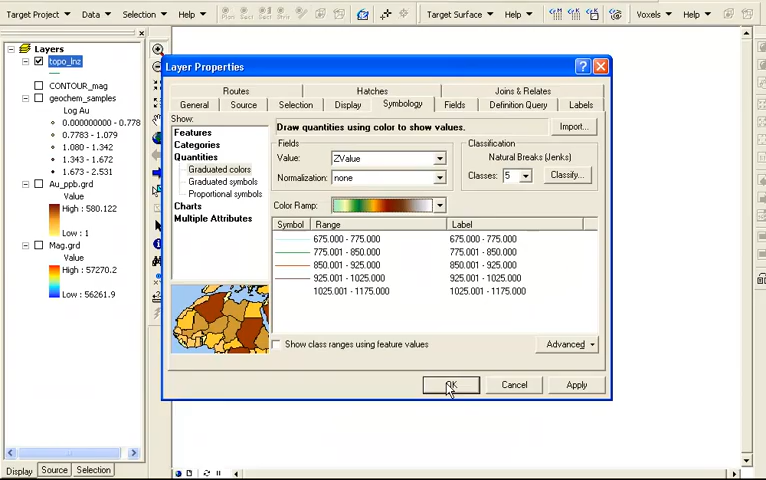 Target Project Data Selection Help Target Surface Help Voxels Help
Layers
topo_lnz
CONTOUR_mag
geochem_samples
Log Au
0.00000000 - 0.778
0.7783 - 1.079
1.080 - 1.342
1.343 - 1.672
1.673 - 2.531
Au_ppb.grd
Value
High : 580.122
Low : 1
Mag.grd
Value
High : 57270.2
Low : 56261.9
Display Source Selection
Layer Properties
Routes Hatches Joins & Relates
General Source Selection Display Symbology Fields Definition Query Labels
Show:
Features
Categories
Quantities
Graduated colors
Graduated symbols
Proportional symbols
Charts
Multiple Attributes
Draw quantities using color to show values.
Import...
Fields
Value: ZValue
Normalization: none
Classification
Natural Breaks (Jenks)
Classes: 5 Classify...
Color Ramp:
Symbol Range Label
675.000 - 775.000 675.000 - 775.000
775.001 - 850.000 775.001 - 850.000
850.001 - 925.000 850.001 - 925.000
925.001 - 1025.000 925.001 - 1025.000
1025.001 - 1175.000 1025.001 - 1175.000
Show class ranges using feature values
Advanced
OK Cancel Apply